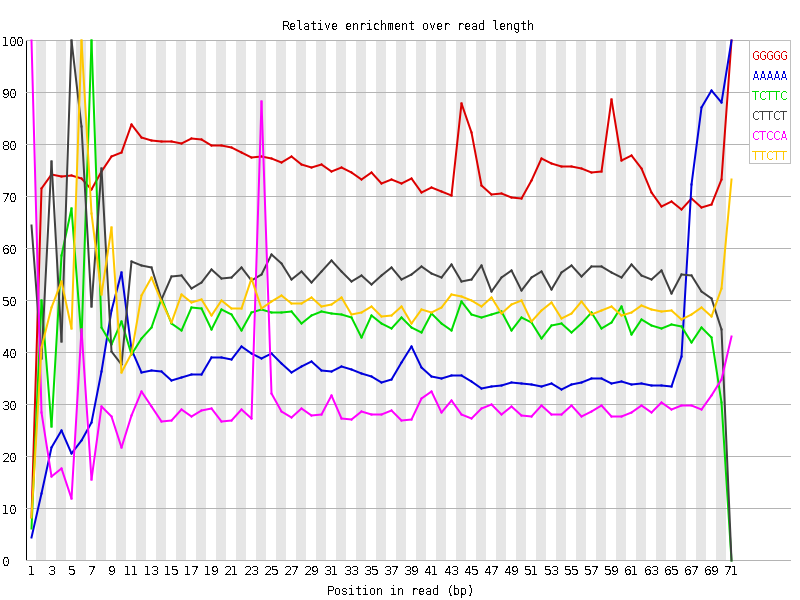 Relative enrichment over read length
100
90
80
70
60
50
40
30
20
10
0
GGGGG
AAAAA
TCTTC
CTTCT
CTCCA
TTCTT
1 3 5 7 9 11 13 15 17 19 21 23 25 27 29 31 33 35 37 39 41 43 45 47 49 51 53 55 57 59 61 63 65 67 69 71
Position in read (bp)